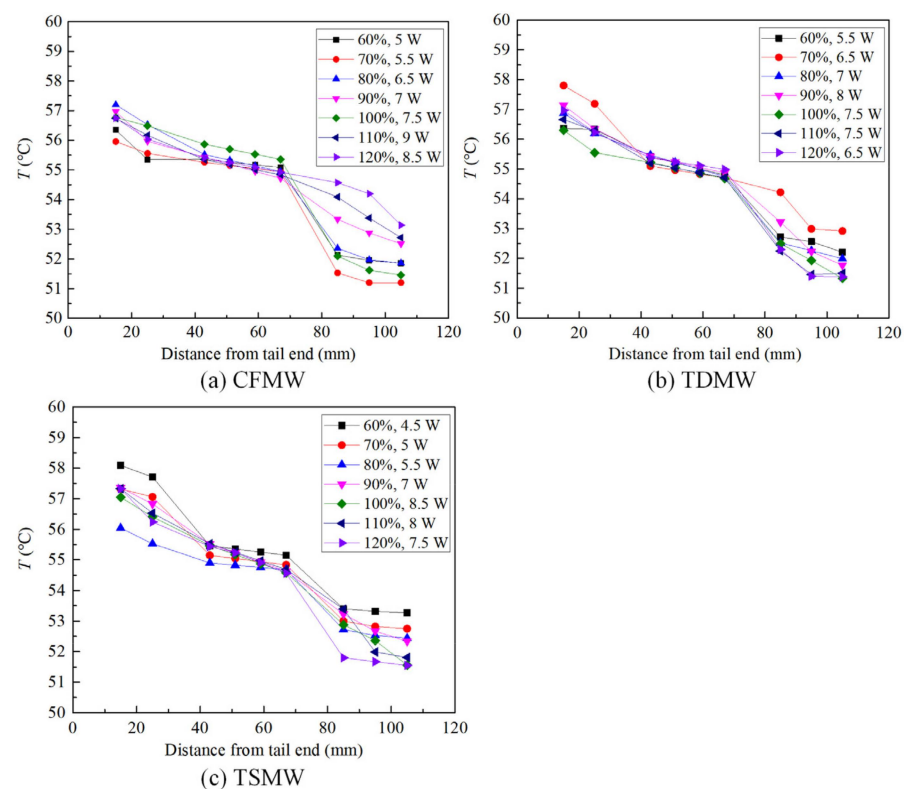 60
59
58
57
56
55
54
53
52
51
50
T (°C)
0 20 40 60 80 100 120
Distance from tail end (mm)
60%, 5 W
70%, 5.5 W
80%, 6.5 W
90%, 7 W
100%, 7.5 W
110%, 9 W
120%, 8.5 W
(a) CFMW
60
59
58
57
56
55
54
53
52
51
50
T (°C)
0 20 40 60 80 100 120
Distance from tail end (mm)
60%, 5.5 W
70%, 6.5 W
80%, 7 W
90%, 8 W
100%, 7.5 W
110%, 7.5 W
120%, 6.5 W
(b) TDMW
60
59
58
57
56
55
54
53
52
51
50
T (°C)
0 20 40 60 80 100 120
Distance from tail end (mm)
60%, 4.5 W
70%, 5 W
80%, 5.5 W
90%, 7 W
100%, 8.5 W
110%, 8 W
120%, 7.5 W
(c) TSMW